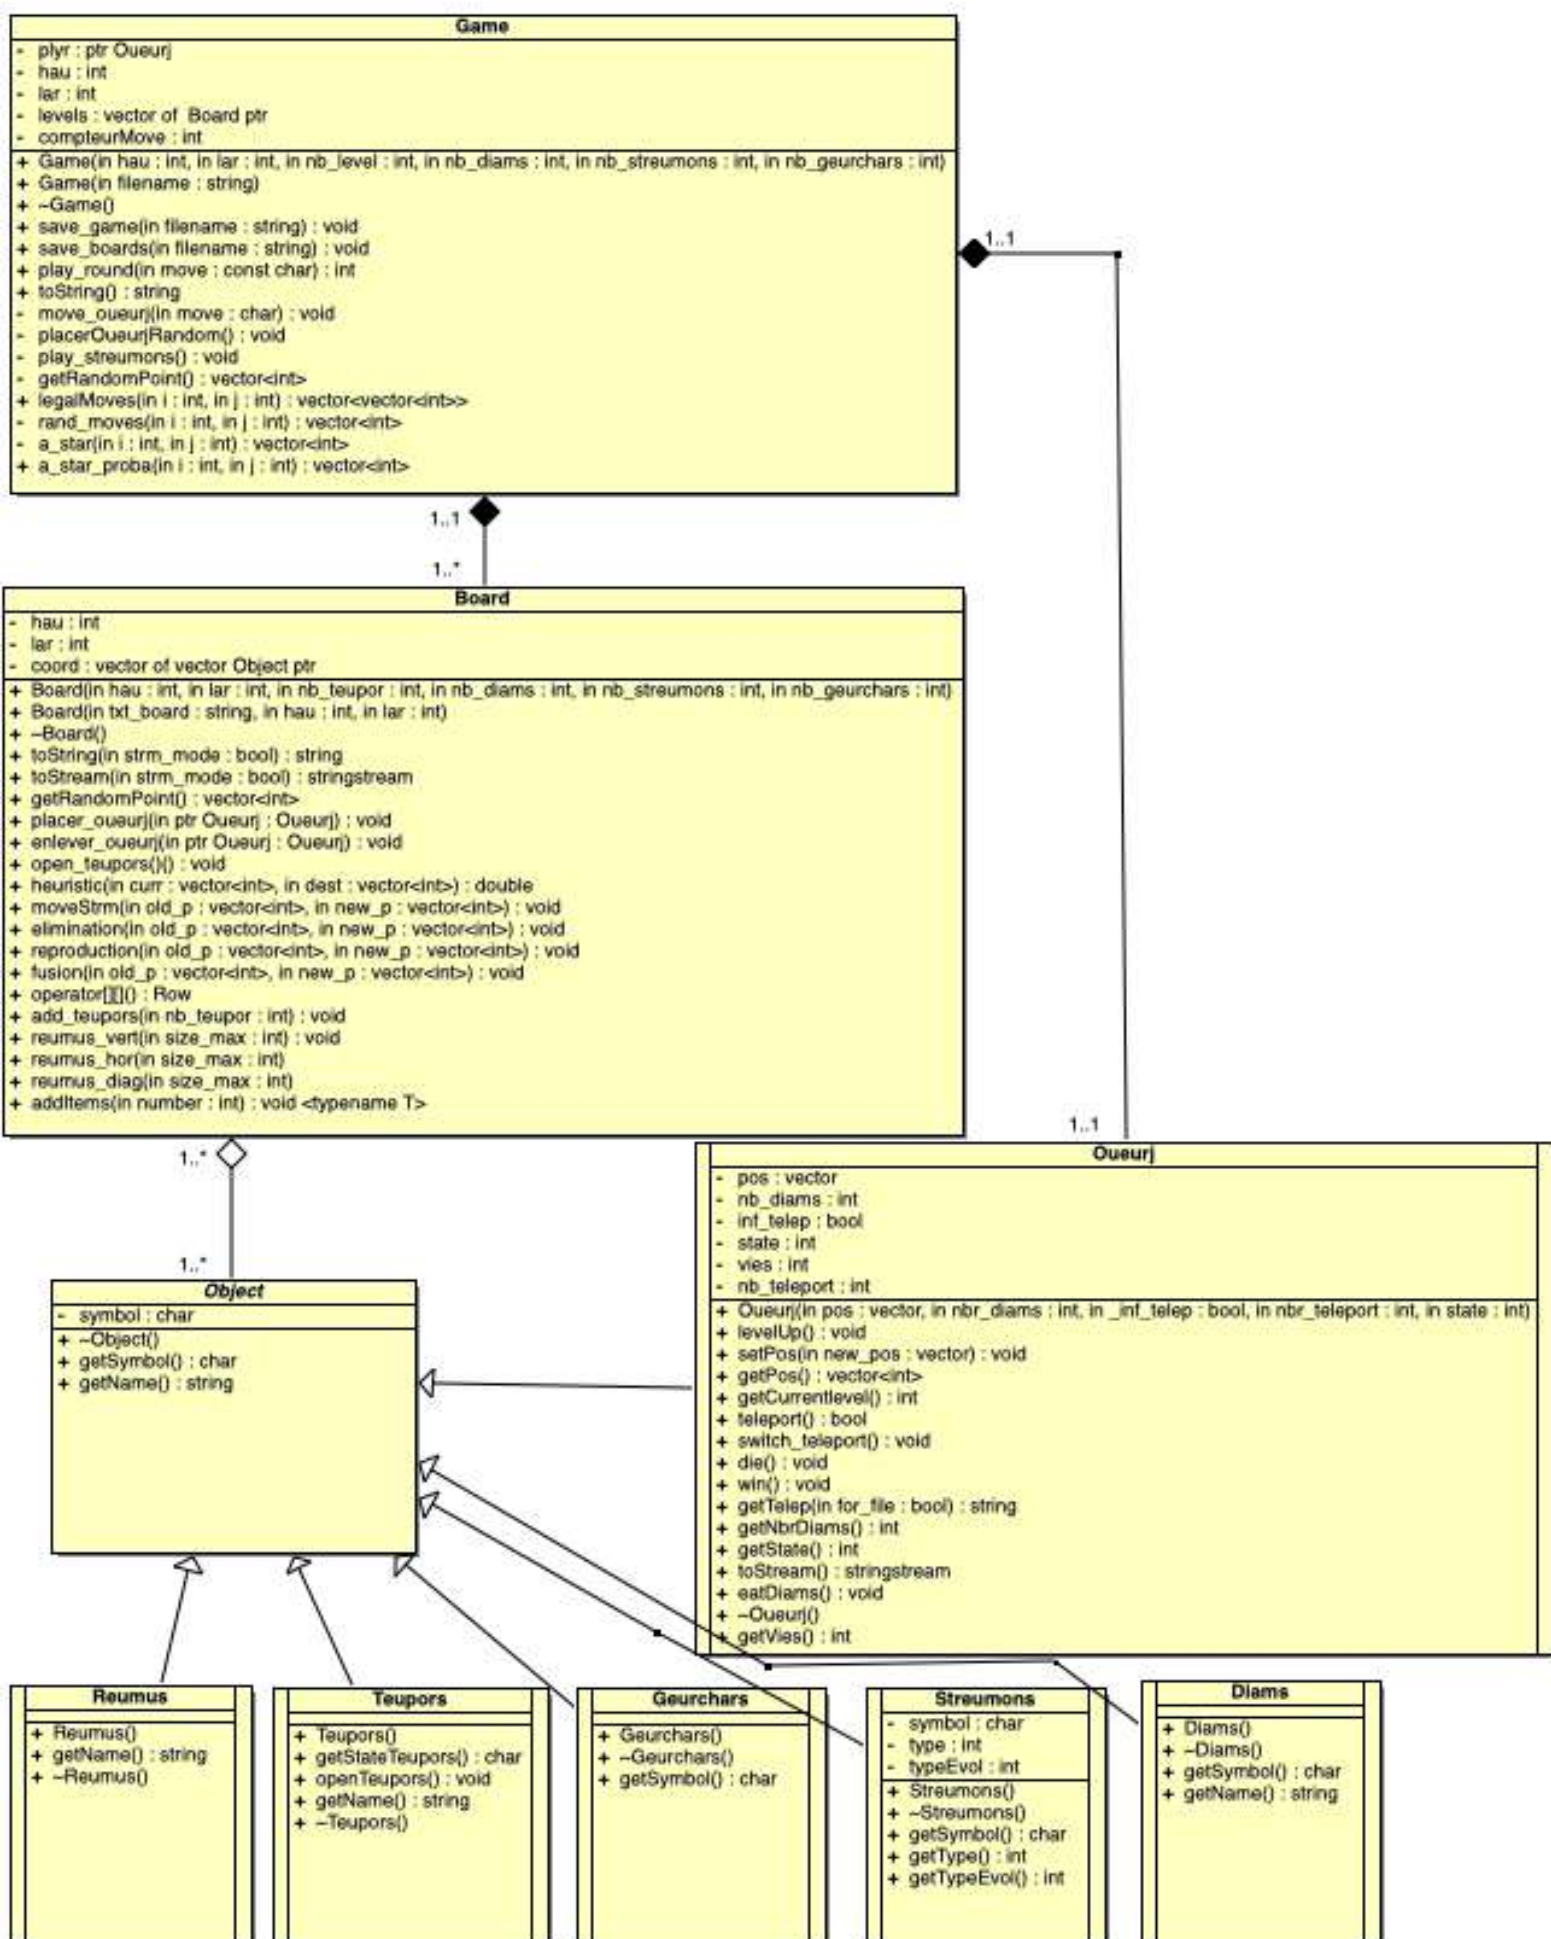 Game
- plyr : ptr Oueurj
- hau : int
- lar : int
- levels : vector of Board ptr
- compteurMove : int
+ Game(in hau : int, in lar : int, in nb_level : int, in nb_diams : int, in nb_streumons : int, in nb_geurchars : int)
+ Game(in filename : string)
+ ~Game()
+ save_game(in filename : string) : void
+ save_boards(in filename : string) : void
+ play_round(in move : const char) : int
+ toString() : string
- move_oueurj(in move : char) : void
- placerOueurjRandom() : void
- play_streumons() : void
- getRandomPoint() : vector<int>
+ legalMoves(in i : int, in j : int) : vector<vector<int>>
- rand_moves(in i : int, in j : int) : vector<int>
- a_star(in i : int, in j : int) : vector<int>
+ a_star_proba(in i : int, in j : int) : vector<int>
1..1
1..1
1..*
Board
- hau : int
- lar : int
- coord : vector of vector Object ptr
+ Board(in hau : int, in lar : int, in nb_teupor : int, in nb_diams : int, in nb_streumons : int, in nb_geurchars : int)
+ Board(in txt_board : string, in hau : int, in lar : int)
+ ~Board()
+ toString(in strm_mode : bool) : string
+ toStream(in strm_mode : bool) : stringstream
+ getRandomPoint() : vector<int>
+ placer_oueurj(in ptr Oueurj : Oueurj) : void
+ enlever_oueurj(in ptr Oueurj : Oueurj) : void
+ open_teupors()() : void
+ heuristic(in curr : vector<int>, in dest : vector<int>) : double
+ moveStrm(in old_p : vector<int>, in new_p : vector<int>) : void
+ elimination(in old_p : vector<int>, in new_p : vector<int>) : void
+ reproduction(in old_p : vector<int>, in new_p : vector<int>) : void
+ fusion(in old_p : vector<int>, in new_p : vector<int>) : void
+ operator[][]() : Row
+ add_teupors(in nb_teupor : int) : void
+ reumus_vert(in size_max : int) : void
+ reumus_hor(in size_max : int)
+ reumus_diag(in size_max : int)
+ addItems(in number : int) : void <typename T>
1..*
1..*
1..1
Object
- symbol : char
+ ~Object()
+ getSymbol() : char
+ getName() : string
Oueurj
- pos : vector
- nb_diams : int
- inf_telep : bool
- state : int
- vies : int
- nb_teleport : int
+ Oueurj(in pos : vector, in nbr_diams : int, in _inf_telep : bool, in nbr_teleport : int, in state : int)
+ levelUp() : void
+ setPos(in new_pos : vector) : void
+ getPos() : vector<int>
+ getCurrentlevel() : int
+ teleport() : bool
+ switch_teleport() : void
+ die() : void
+ win() : void
+ getTelep(in for_file : bool) : string
+ getNbrDiams() : int
+ getState() : int
+ toStream() : stringstream
+ eatDiams() : void
+ ~Oueurj()
+ getVies() : int
Reumus
+ Reumus()
+ getName() : string
+ ~Reumus()
Teupors
+ Teupors()
+ getStateTeupors() : char
+ openTeupors() : void
+ getName() : string
+ ~Teupors()
Geurchars
+ Geurchars()
+ ~Geurchars()
+ getSymbol() : char
Streumons
- symbol : char
- type : int
- typeEvol : int
+ Streumons()
+ ~Streumons()
+ getSymbol() : char
+ getType() : int
+ getTypeEvol() : int
Diams
+ Diams()
+ ~Diams()
+ getSymbol() : char
+ getName() : string